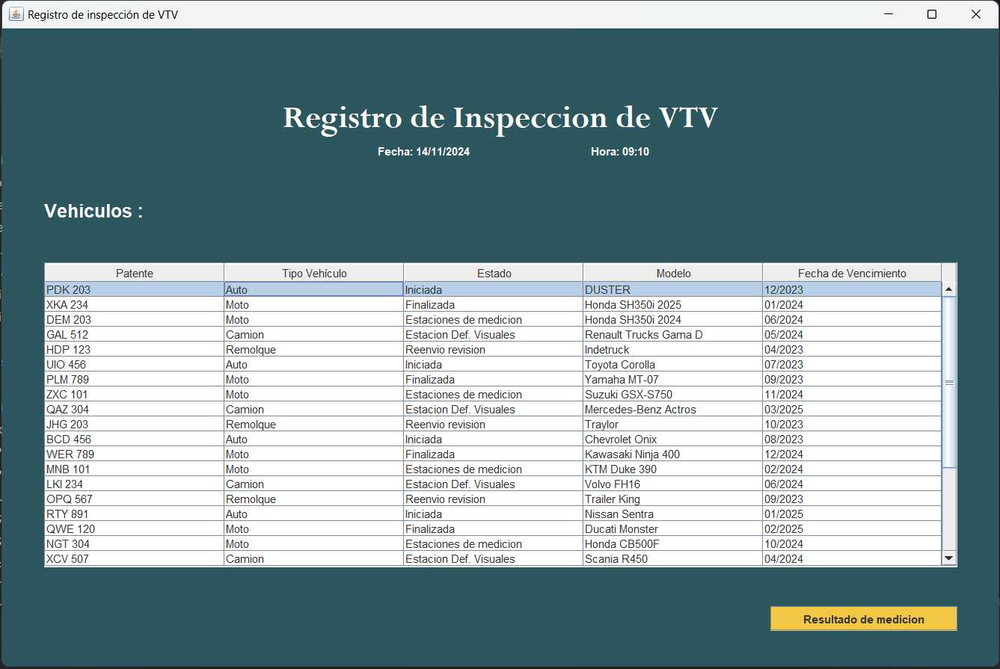 Registro de inspección de VTV
Registro de Inspeccion de VTV
Fecha: 14/11/2024 Hora: 09:10
Vehiculos :
Patente Tipo Vehículo Estado Modelo Fecha de Vencimiento
PDK 203 Auto Iniciada DUSTER 12/2023
XKA 234 Moto Finalizada Honda SH350i 2025 01/2024
DEM 203 Moto Estaciones de medicion Honda SH350i 2024 06/2024
GAL 512 Camion Estacion Def. Visuales Renault Trucks Gama D 05/2024
HDP 123 Remolque Reenvio revision Indetruck 04/2023
UIO 456 Auto Iniciada Toyota Corolla 07/2023
PLM 789 Moto Finalizada Yamaha MT-07 09/2023
ZXC 101 Moto Estaciones de medicion Suzuki GSX-S750 11/2024
QAZ 304 Camion Estacion Def. Visuales Mercedes-Benz Actros 03/2025
JHG 203 Remolque Reenvio revision Traylor 10/2023
BCD 456 Auto Iniciada Chevrolet Onix 08/2023
WER 789 Moto Finalizada Kawasaki Ninja 400 12/2024
MNB 101 Moto Estaciones de medicion KTM Duke 390 02/2024
LKI 234 Camion Estacion Def. Visuales Volvo FH16 06/2024
OPQ 567 Remolque Reenvio revision Trailer King 09/2023
RTY 891 Auto Iniciada Nissan Sentra 01/2025
QWE 120 Moto Finalizada Ducati Monster 02/2025
NGT 304 Moto Estaciones de medicion Honda CB500F 10/2024
XCV 507 Camion Estacion Def. Visuales Scania R450 04/2024
Resultado de medicion